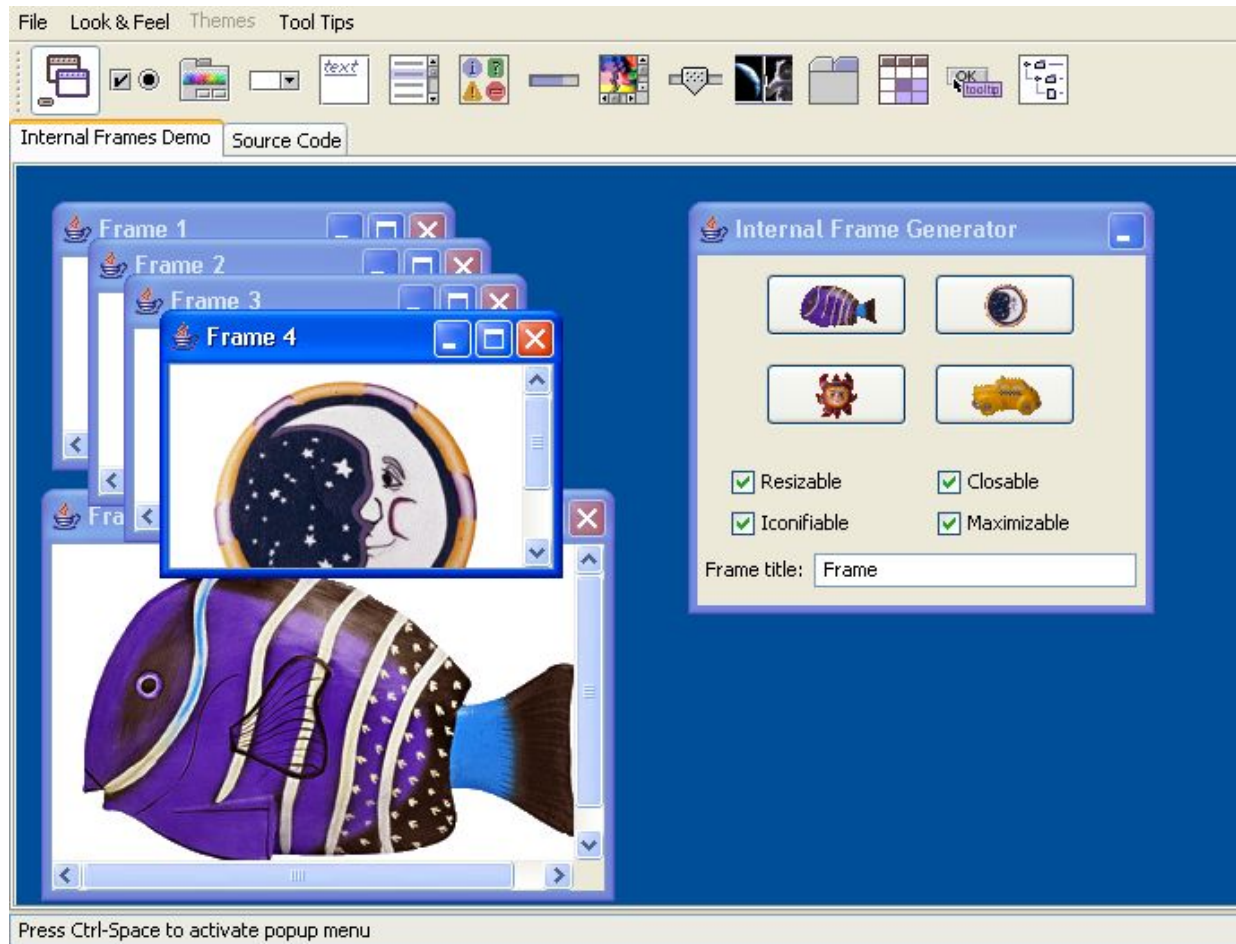 File Look & Feel Themes Tool Tips
text
OK
tooltip
Internal Frames Demo Source Code
Frame 1
Frame 2
Frame 3
Frame 4
Fra
Internal Frame Generator
Resizable Closable
Iconifiable Maximizable
Frame title: Frame
Press Ctrl-Space to activate popup menu